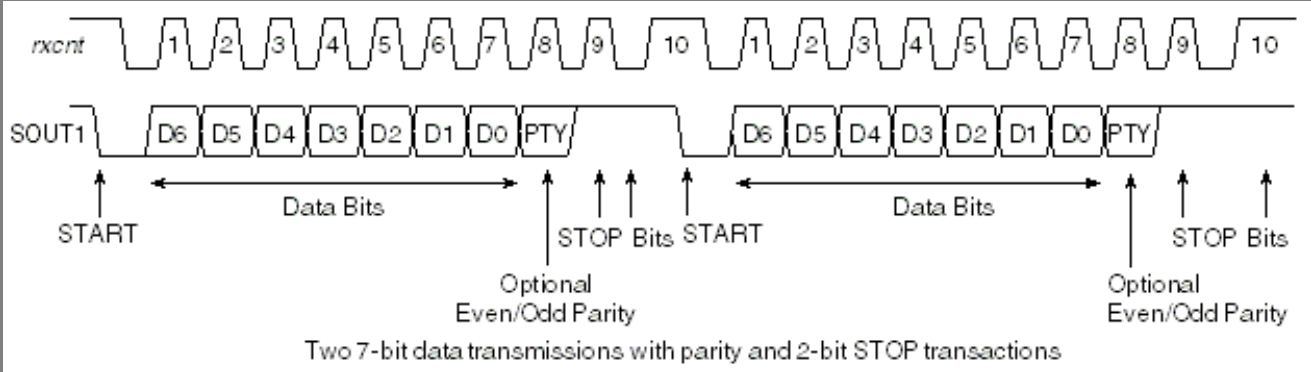 rxcnt 1 2 3 4 5 6 7 8 9 10 1 2 3 4 5 6 7 8 9 10
SOUT1 D6 D5 D4 D3 D2 D1 D0 PTY D6 D5 D4 D3 D2 D1 D0 PTY
Data Bits Data Bits
START STOP Bits START STOP Bits
Optional Optional
Even/Odd Parity Even/Odd Parity
Two 7-bit data transmissions with parity and 2-bit STOP transactions